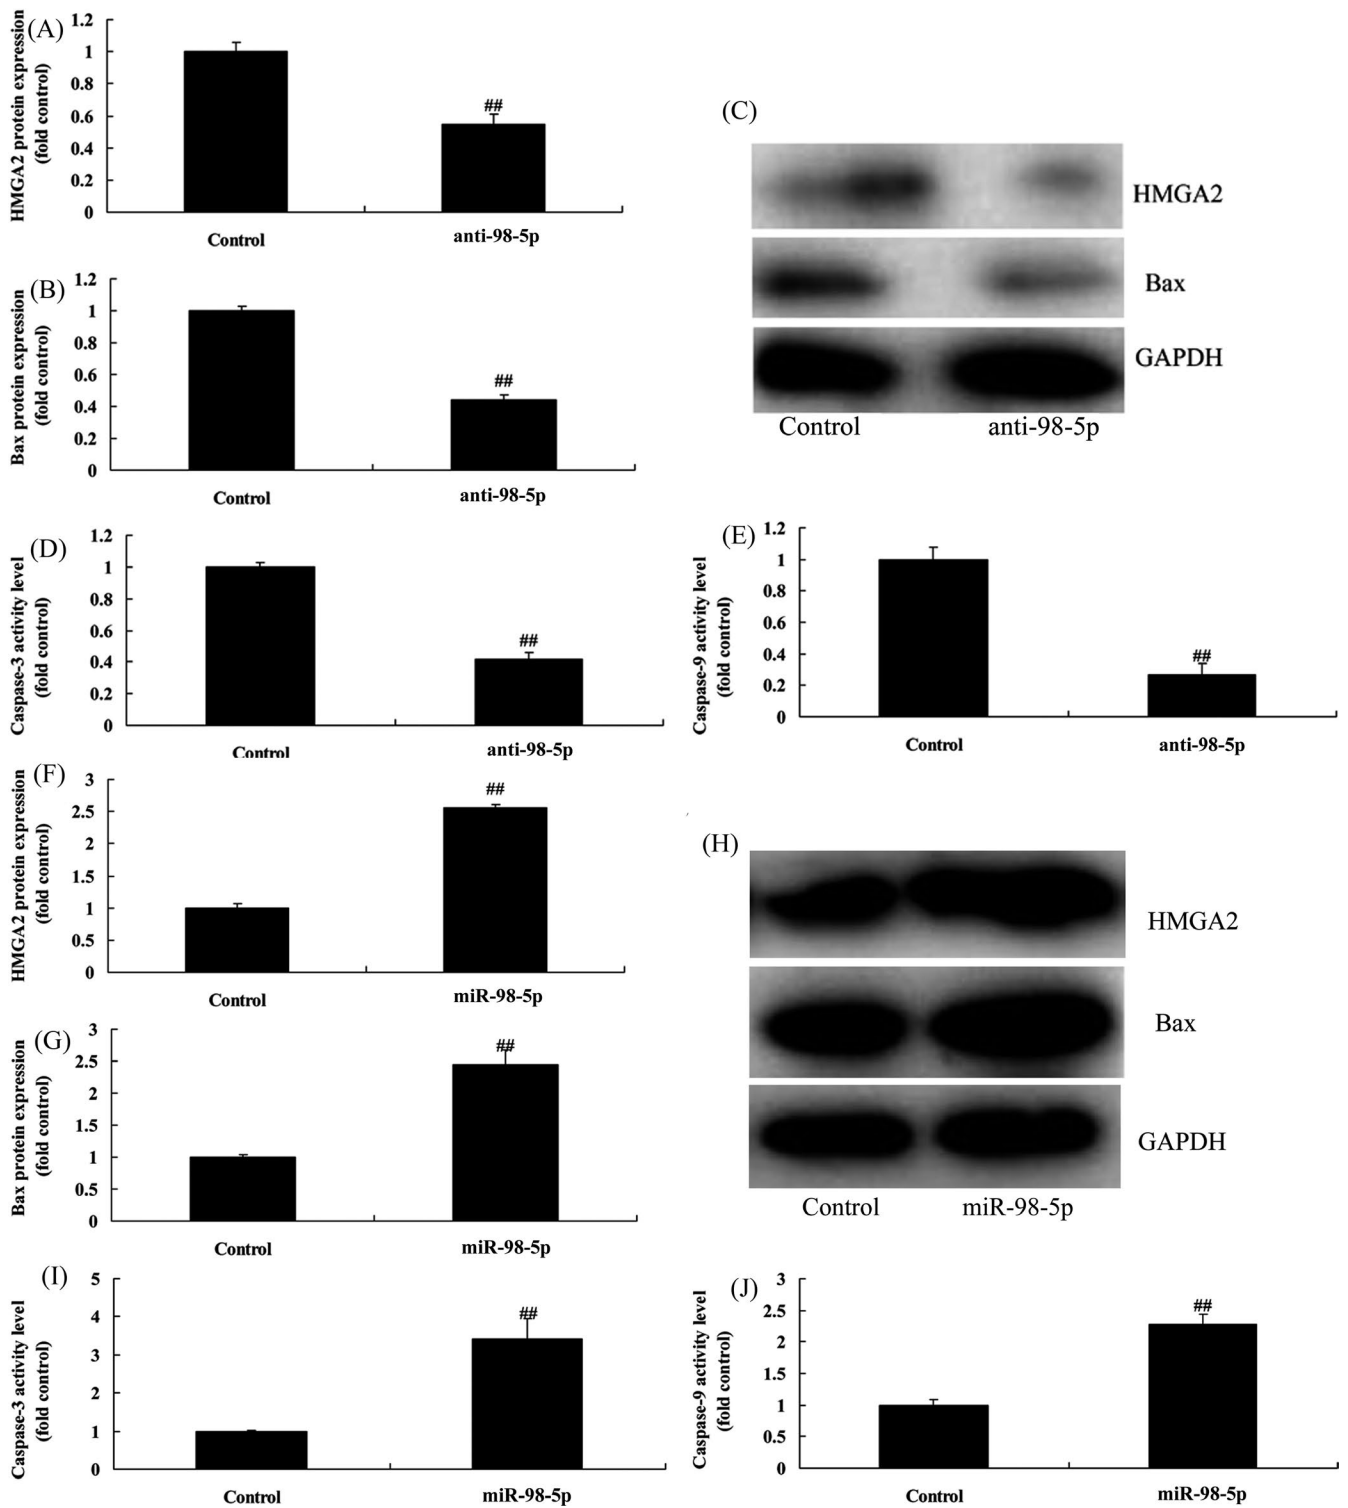 (A)
HMGA2 protein expression
(fold control)
1.2
1
0.8
0.6
0.4
0.2
0
##
Control
anti-98-5p
(B)
Bax protein expression
(fold control)
1.2
1
0.8
0.6
0.4
0.2
0
##
Control
anti-98-5p
(C)
HMGA2
Bax
GAPDH
Control
anti-98-5p
(D)
Caspase-3 activity level
(fold control)
1.2
1
0.8
0.6
0.4
0.2
0
##
Control
anti-98-5p
(E)
Caspase-9 activity level
(fold control)
1.2
1
0.8
0.6
0.4
0.2
0
##
Control
anti-98-5p
(F)
HMGA2 protein expression
(fold control)
3
2.5
2
1.5
1
0.5
0
##
Control
miR-98-5p
(G)
Bax protein expression
(fold control)
3
2.5
2
1.5
1
0.5
0
##
Control
miR-98-5p
(H)
HMGA2
Bax
GAPDH
Control
miR-98-5p
(I)
Caspase-3 activity level
(fold control)
5
4
3
2
1
0
##
Control
miR-98-5p
(J)
Caspase-9 activity level
(fold control)
3
2.5
2
1.5
1
0.5
0
##
Control
miR-98-5p